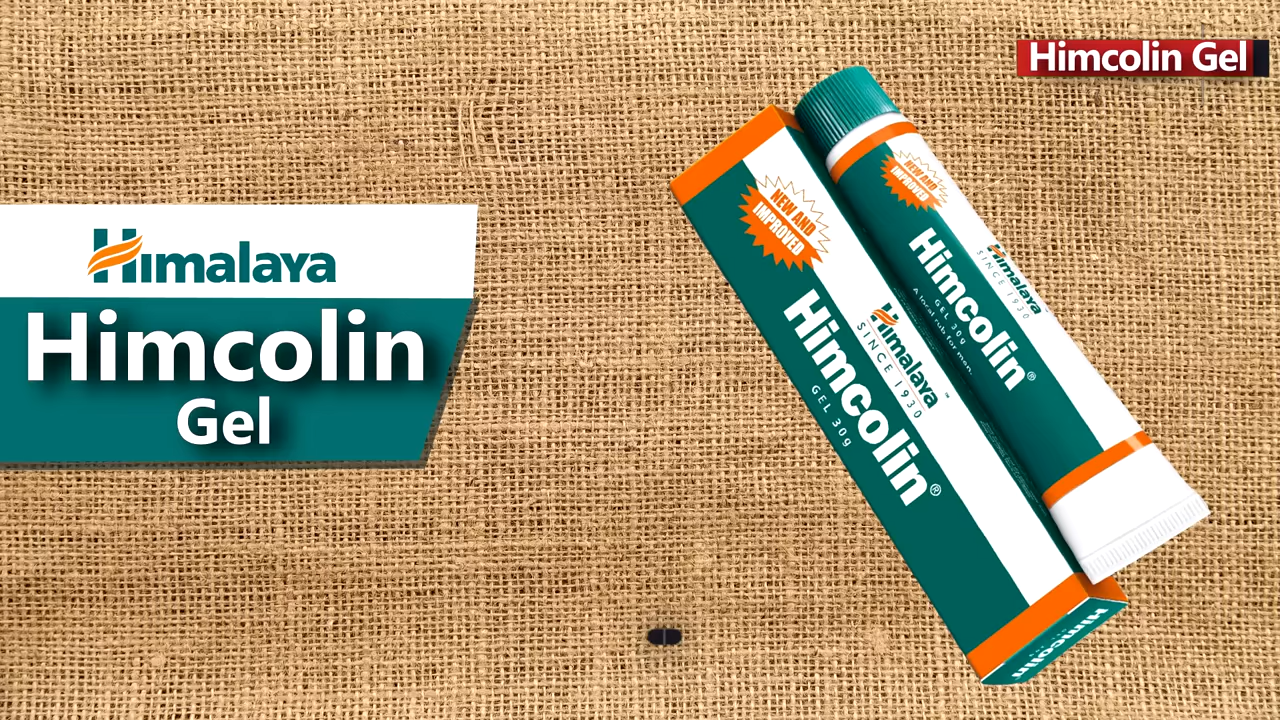 Himcolin Gel
Himalaya
Himcolin
Gel
NEW AND
IMPROVED
Himalaya
SINCE 1930
Himcolin®
GEL 30g
NEW AND
IMPROVED
Himalaya
SINCE 1930
Himcolin®
GEL 30g
A local rub for men
Himcolin